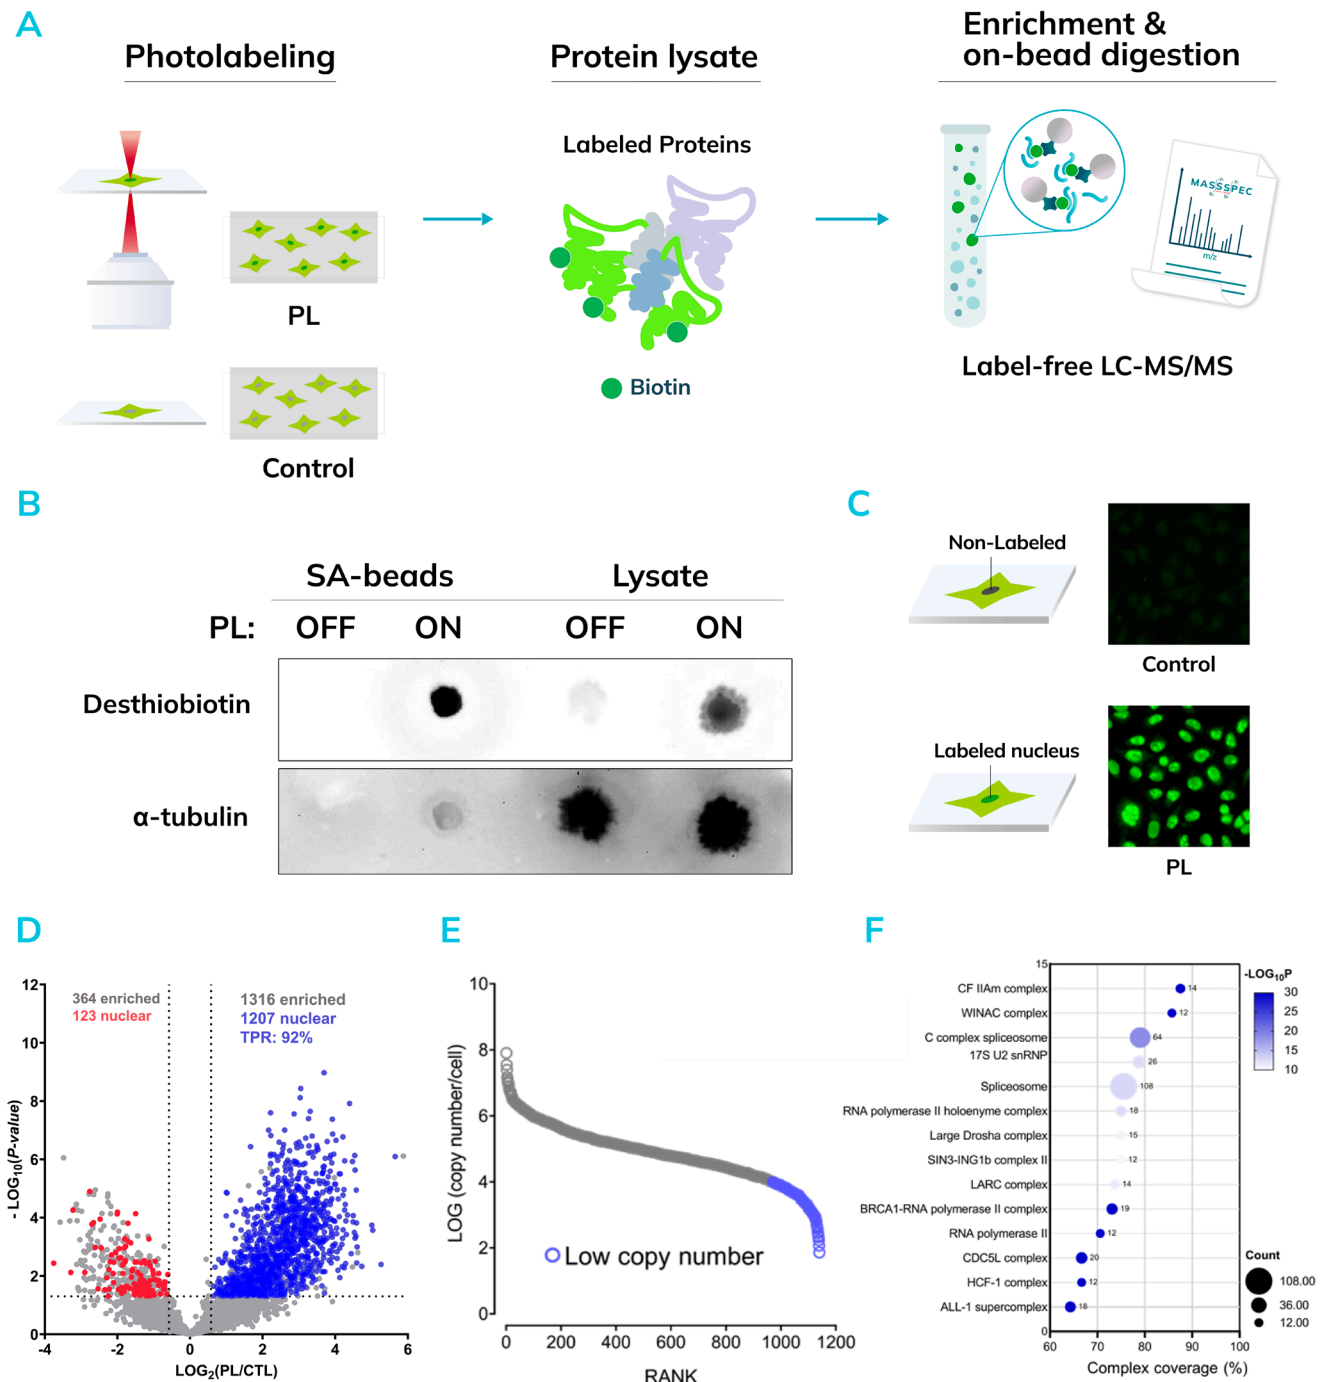 A
Photolabeling
Protein lysate
Enrichment &
on-bead digestion
Labeled Proteins
PL
Control
Biotin
MASSSPEC
m/z
Label-free LC-MS/MS
B
SA-beads Lysate
PL: OFF ON OFF ON
Desthiobiotin
α-tubulin
C
Non-Labeled
Control
Labeled nucleus
PL
D
364 enriched
123 nuclear
1316 enriched
1207 nuclear
TPR: 92%
- LOG10(P-value)
12
10
8
6
4
2
0
-4 -2 0 2 4 6
LOG2(PL/CTL)
E
LOG (copy number/cell)
10
8
6
4
2
0
Low copy number
0 200 400 600 800 1000 1200
RANK
F
15
CF IIAm complex 14
WINAC complex 12
C complex spliceosome 64
17S U2 snRNP 26
Spliceosome 108
RNA polymerase II holoenyme complex 18
Large Drosha complex 15
SIN3-ING1b complex II 12
LARC complex 14
BRCA1-RNA polymerase II complex 19
RNA polymerase II 12
CDC5L complex 20
HCF-1 complex 12
ALL-1 supercomplex 18
0
60 70 80 90 100
Complex coverage (%)
-LOG10P
30
25
20
15
10
Count
108.00
36.00
12.00